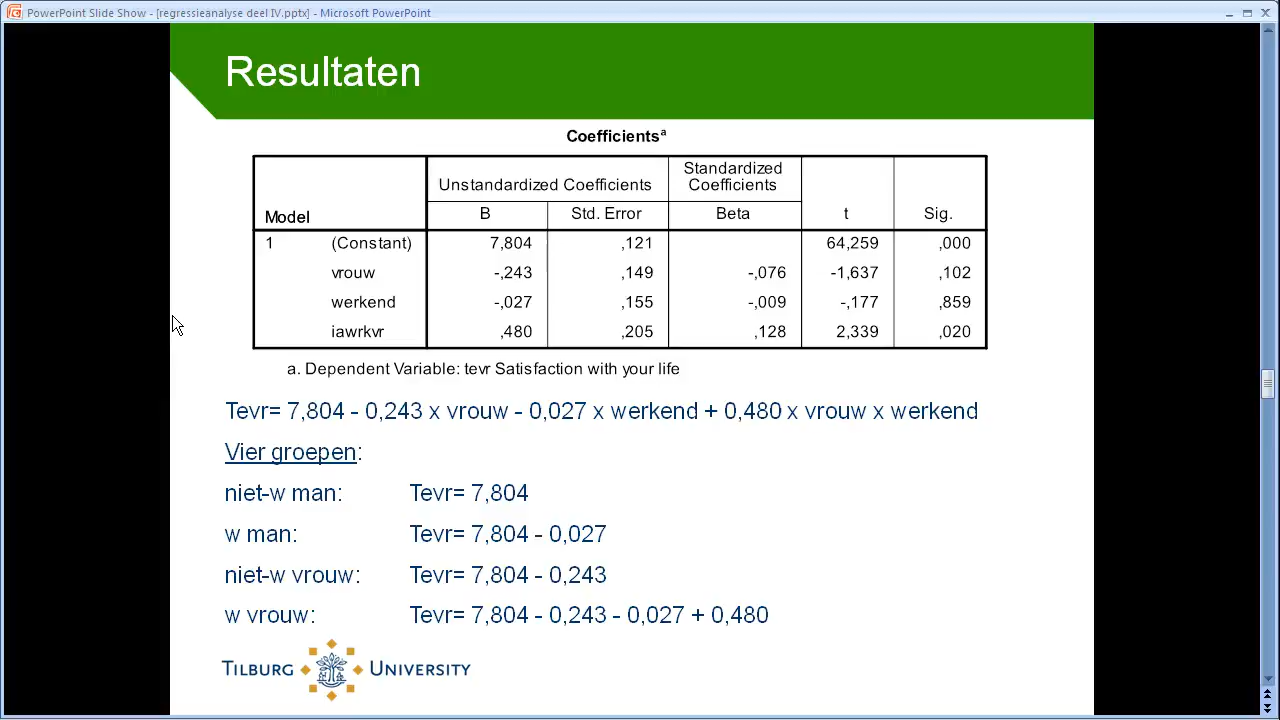 PowerPoint Slide Show - [regressieanalyse deel IV.pptx] - Microsoft PowerPoint
Resultaten
Coefficientsª
Model Unstandardized Coefficients Standardized Coefficients t Sig.
B Std. Error Beta
1 (Constant) 7,804 ,121 64,259 ,000
vrouw -,243 ,149 -,076 -1,637 ,102
werkend -,027 ,155 -,009 -,177 ,859
iawrkvr ,480 ,205 ,128 2,339 ,020
a. Dependent Variable: tevr Satisfaction with your life
Tevr= 7,804 - 0,243 x vrouw - 0,027 x werkend + 0,480 x vrouw x werkend
Vier groepen:
niet-w man: Tevr= 7,804
w man: Tevr= 7,804 - 0,027
niet-w vrouw: Tevr= 7,804 - 0,243
w vrouw: Tevr= 7,804 - 0,243 - 0,027 + 0,480
TILBURG UNIVERSITY